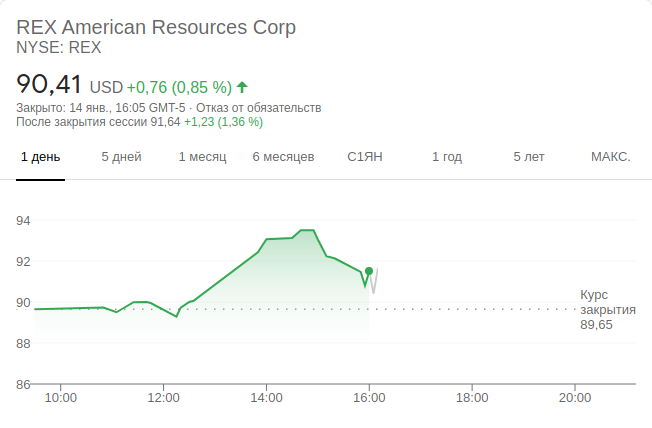 REX American Resources Corp
NYSE: REX
90,41 USD +0,76 (0,85 %)
Закрыто: 14 янв., 16:05 GMT-5 · Отказ от обязательств
После закрытия сессии 91,64 +1,23 (1,36 %)
1 день 5 дней 1 месяц 6 месяцев С1ЯН 1 год 5 лет МАКС.
94
92
90
Курс
закрытия
89,65
88
86
10:00 12:00 14:00 16:00 18:00 20:00